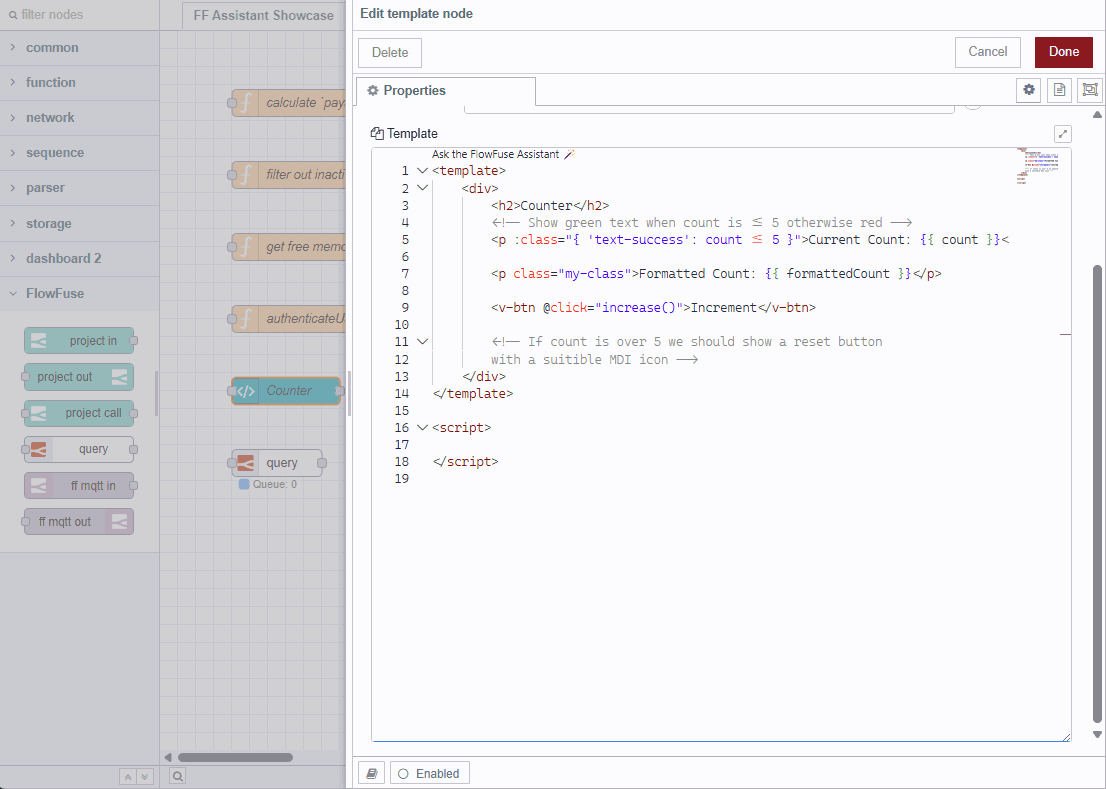 filter nodes
common
function
network
sequence
parser
storage
dashboard 2
FlowFuse
project in
project out
project call
query
ff mqtt in
ff mqtt out
FF Assistant Showcase
calculate `pay
filter out inacti
get free memo
authenticateU
</> Counter
query
Queue: 0
Edit template node
Delete
Cancel
Done
Properties
Template
Ask the FlowFuse Assistant
1 <template>
2 <div>
3 <h2>Counter</h2>
4 <!-- Show green text when count is ≤ 5 otherwise red -->
5 <p :class="{ 'text-success': count ≤ 5 }">Current Count: {{ count }}<
6
7 <p class="my-class">Formatted Count: {{ formattedCount }}</p>
8
9 <v-btn @click="increase()">Increment</v-btn>
10
11 <!-- If count is over 5 we should show a reset button
12 with a suitible MDI icon -->
13 </div>
14 </template>
15
16 <script>
17
18 </script>
19
Enabled